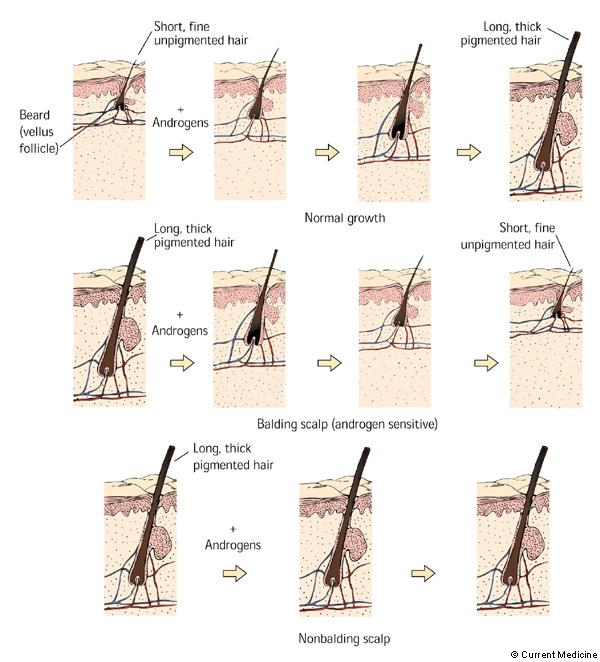 Short, fine
unpigmented hair
Long, thick
pigmented hair
Beard
(vellus
follicle)
+
Androgens
Normal growth
Long, thick
pigmented hair
Short, fine
unpigmented hair
+
Androgens
Balding scalp (androgen sensitive)
Long, thick
pigmented hair
+
Androgens
Nonbalding scalp
© Current Medicine